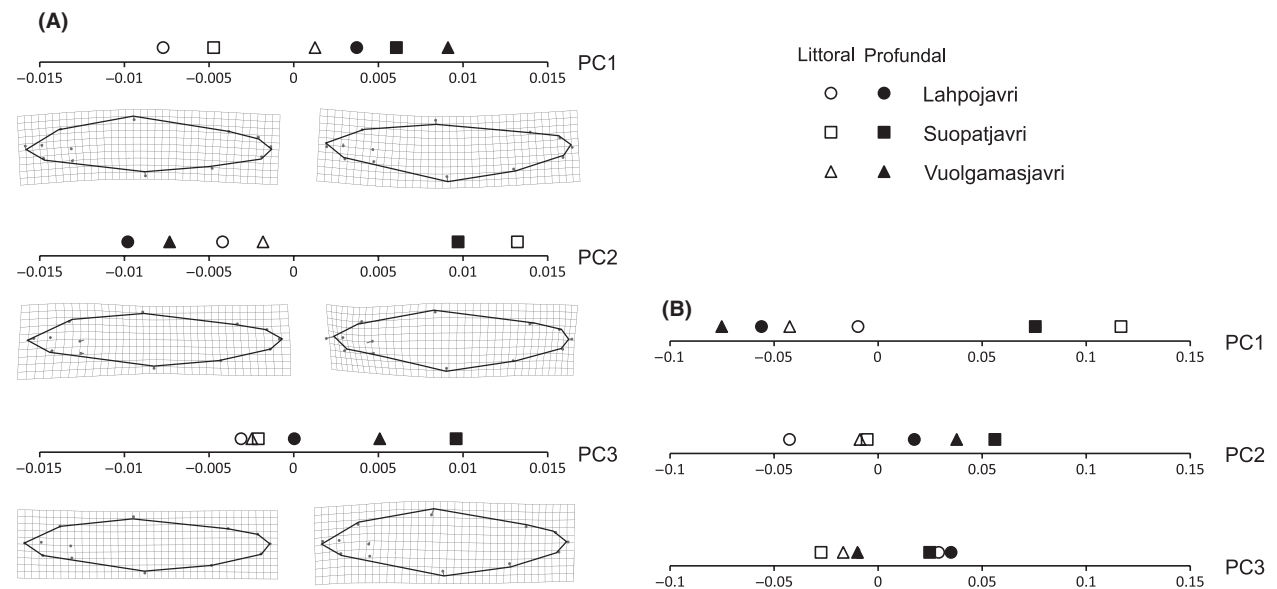 (A)
−0.015 −0.01 −0.005 0 0.005 0.01 0.015 PC1
−0.015 −0.01 −0.005 0 0.005 0.01 0.015 PC2
−0.015 −0.01 −0.005 0 0.005 0.01 0.015 PC3
Littoral Profundal
Lahpojavri
Suopatjavri
Vuolgamasjavri
(B)
−0.1 −0.05 0 0.05 0.1 0.15 PC1
−0.1 −0.05 0 0.05 0.1 0.15 PC2
−0.1 −0.05 0 0.05 0.1 0.15 PC3